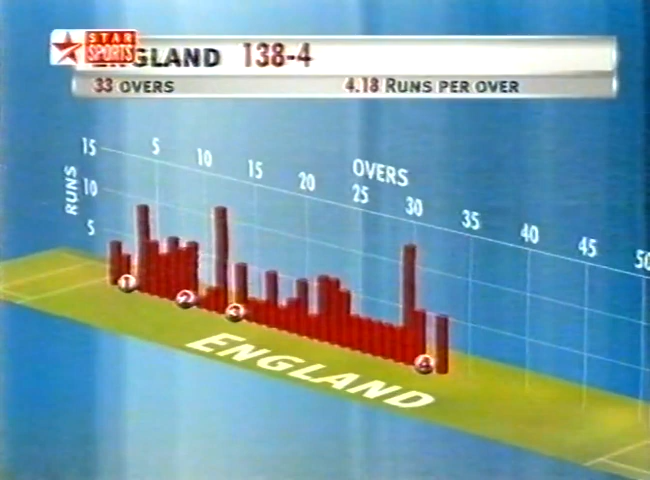 STAR
SPORTS
ENGLAND 138-4
33 OVERS 4.18 RUNS PER OVER
OVERS
RUNS
15 10 5
5 10 15 20 25 30 35 40 45 50
1 2 3 4
ENGLAND